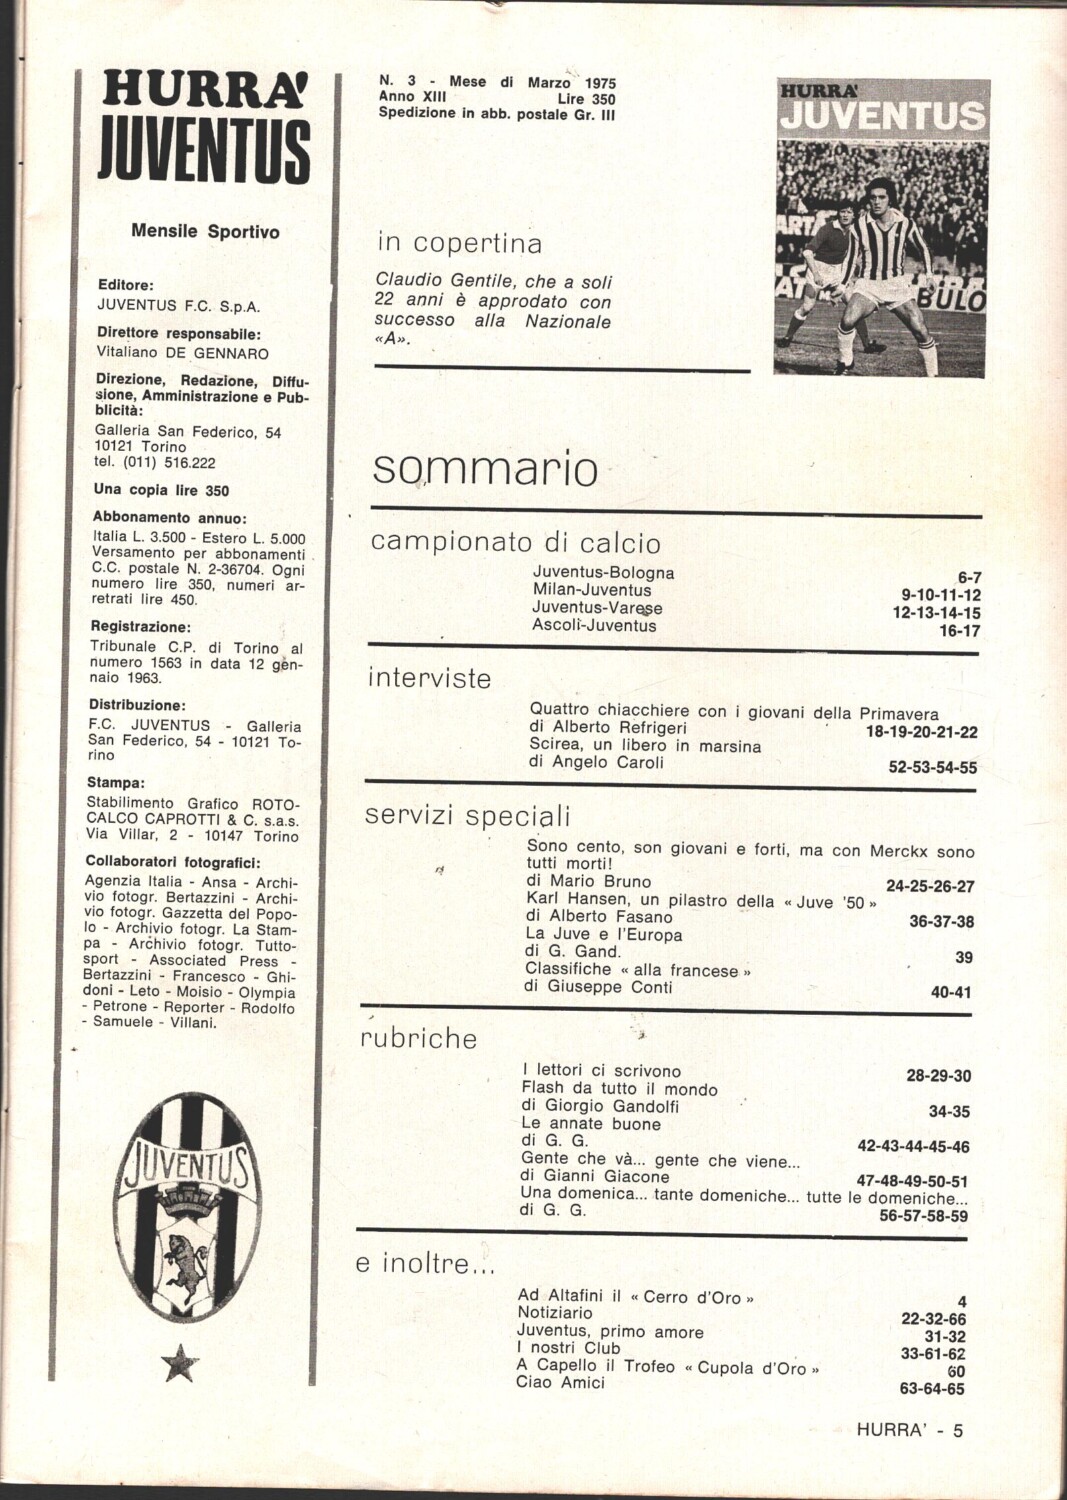 HURRA'
JUVENTUS
Mensile Sportivo
Editore:
JUVENTUS F.C. S.p.A.
Direttore responsabile:
Vitaliano DE GENNARO
Direzione, Redazione, Diffu-
sione, Amministrazione e Pub-
blicità:
Galleria San Federico, 54
10121 Torino
tel. (011) 516.222
Una copia lire 350
Abbonamento annuo:
Italia L. 3.500 - Estero L. 5.000
Versamento per abbonamenti
C.C. postale N. 2-36704. Ogni
numero lire 350, numeri ar-
retrati lire 450.
Registrazione:
Tribunale C.P. di Torino al
numero 1563 in data 12 gen-
naio 1963.
Distribuzione:
F.C. JUVENTUS - Galleria
San Federico, 54 - 10121 To-
rino
Stampa:
Stabilimento Grafico ROTO-
CALCO CAPROTTI & C. s.a.s.
Via Villar, 2 - 10147 Torino
Collaboratori fotografici:
Agenzia Italia - Ansa - Archi-
vio fotogr. Bertazzini - Archi-
vio fotogr. Gazzetta del Popo-
lo - Archivio fotogr. La Stam-
pa - Archivio fotogr. Tutto-
sport - Associated Press -
Bertazzini - Francesco - Ghi-
doni - Leto - Moisio - Olympia
- Petrone - Reporter - Rodolfo
- Samuele - Villani.
JUVENTUS
N. 3 - Mese di Marzo 1975
Anno XIII Lire 350
Spedizione in abb. postale Gr. III
in copertina
Claudio Gentile, che a soli
22 anni è approdato con
successo alla Nazionale
«A».
HURRA'
JUVENTUS
BULO
sommario
campionato di calcio
Juventus-Bologna 6-7
Milan-Juventus 9-10-11-12
Juventus-Varese 12-13-14-15
Ascoli-Juventus 16-17
interviste
Quattro chiacchiere con i giovani della Primavera
di Alberto Refrigeri 18-19-20-21-22
Scirea, un libero in marsina
di Angelo Caroli 52-53-54-55
servizi speciali
Sono cento, son giovani e forti, ma con Merckx sono
tutti morti!
di Mario Bruno 24-25-26-27
Karl Hansen, un pilastro della « Juve '50 »
di Alberto Fasano 36-37-38
La Juve e l'Europa
di G. Gand. 39
Classifiche « alla francese »
di Giuseppe Conti 40-41
rubriche
I lettori ci scrivono 28-29-30
Flash da tutto il mondo
di Giorgio Gandolfi 34-35
Le annate buone
di G. G. 42-43-44-45-46
Gente che và... gente che viene...
di Gianni Giacone 47-48-49-50-51
Una domenica... tante domeniche... tutte le domeniche...
di G. G. 56-57-58-59
e inoltre...
Ad Altafini il « Cerro d'Oro » 4
Notiziario 22-32-66
Juventus, primo amore 31-32
I nostri Club 33-61-62
A Capello il Trofeo « Cupola d'Oro » 60
Ciao Amici 63-64-65
HURRA' - 5